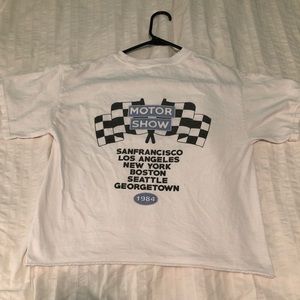 MOTOR
SHOW
SANFRANCISCO
LOS ANGELES
NEW YORK
BOSTON
SEATTLE
GEORGETOWN
1984